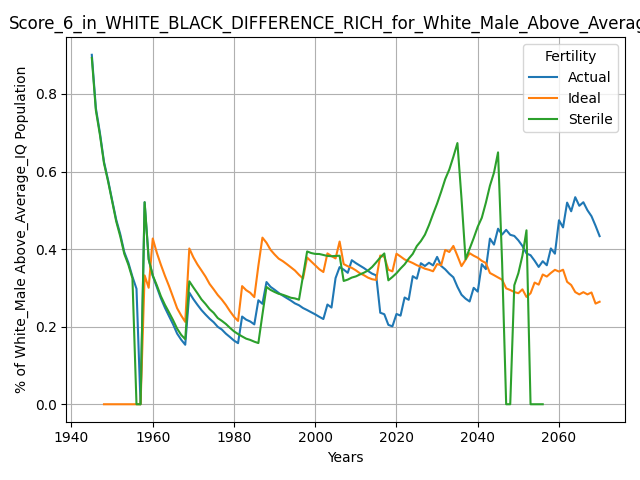 Score_6_in_WHITE_BLACK_DIFFERENCE_RICH_for_White_Male_Above_Averag
Fertility
Actual
Ideal
Sterile
% of White_Male Above_Average_IQ Population
0.8
0.6
0.4
0.2
0.0
1940 1960 1980 2000 2020 2040 2060
Years